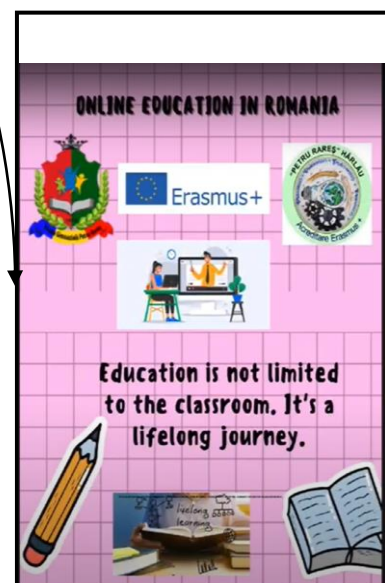 ONLINE EDUCATION IN ROMANIA
Erasmus+
"PETRU RAREȘ" HÂRLĂU
Acreditare Erasmus +
Education is not limited
to the classroom. It's a
lifelong journey.
lifelong
learning